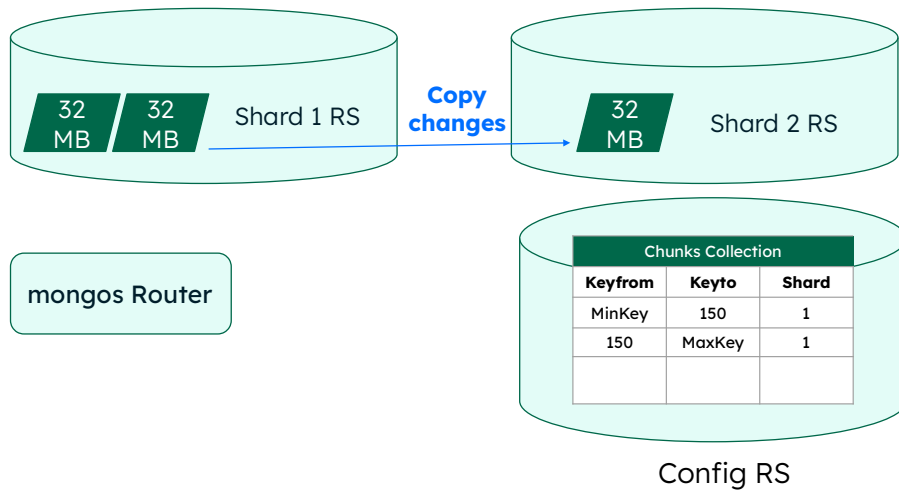 32
MB
32
MB
Shard 1 RS
Copy
changes
32
MB
Shard 2 RS
mongos Router
Chunks Collection
Keyfrom Keyto Shard
MinKey 150 1
150 MaxKey 1
Config RS